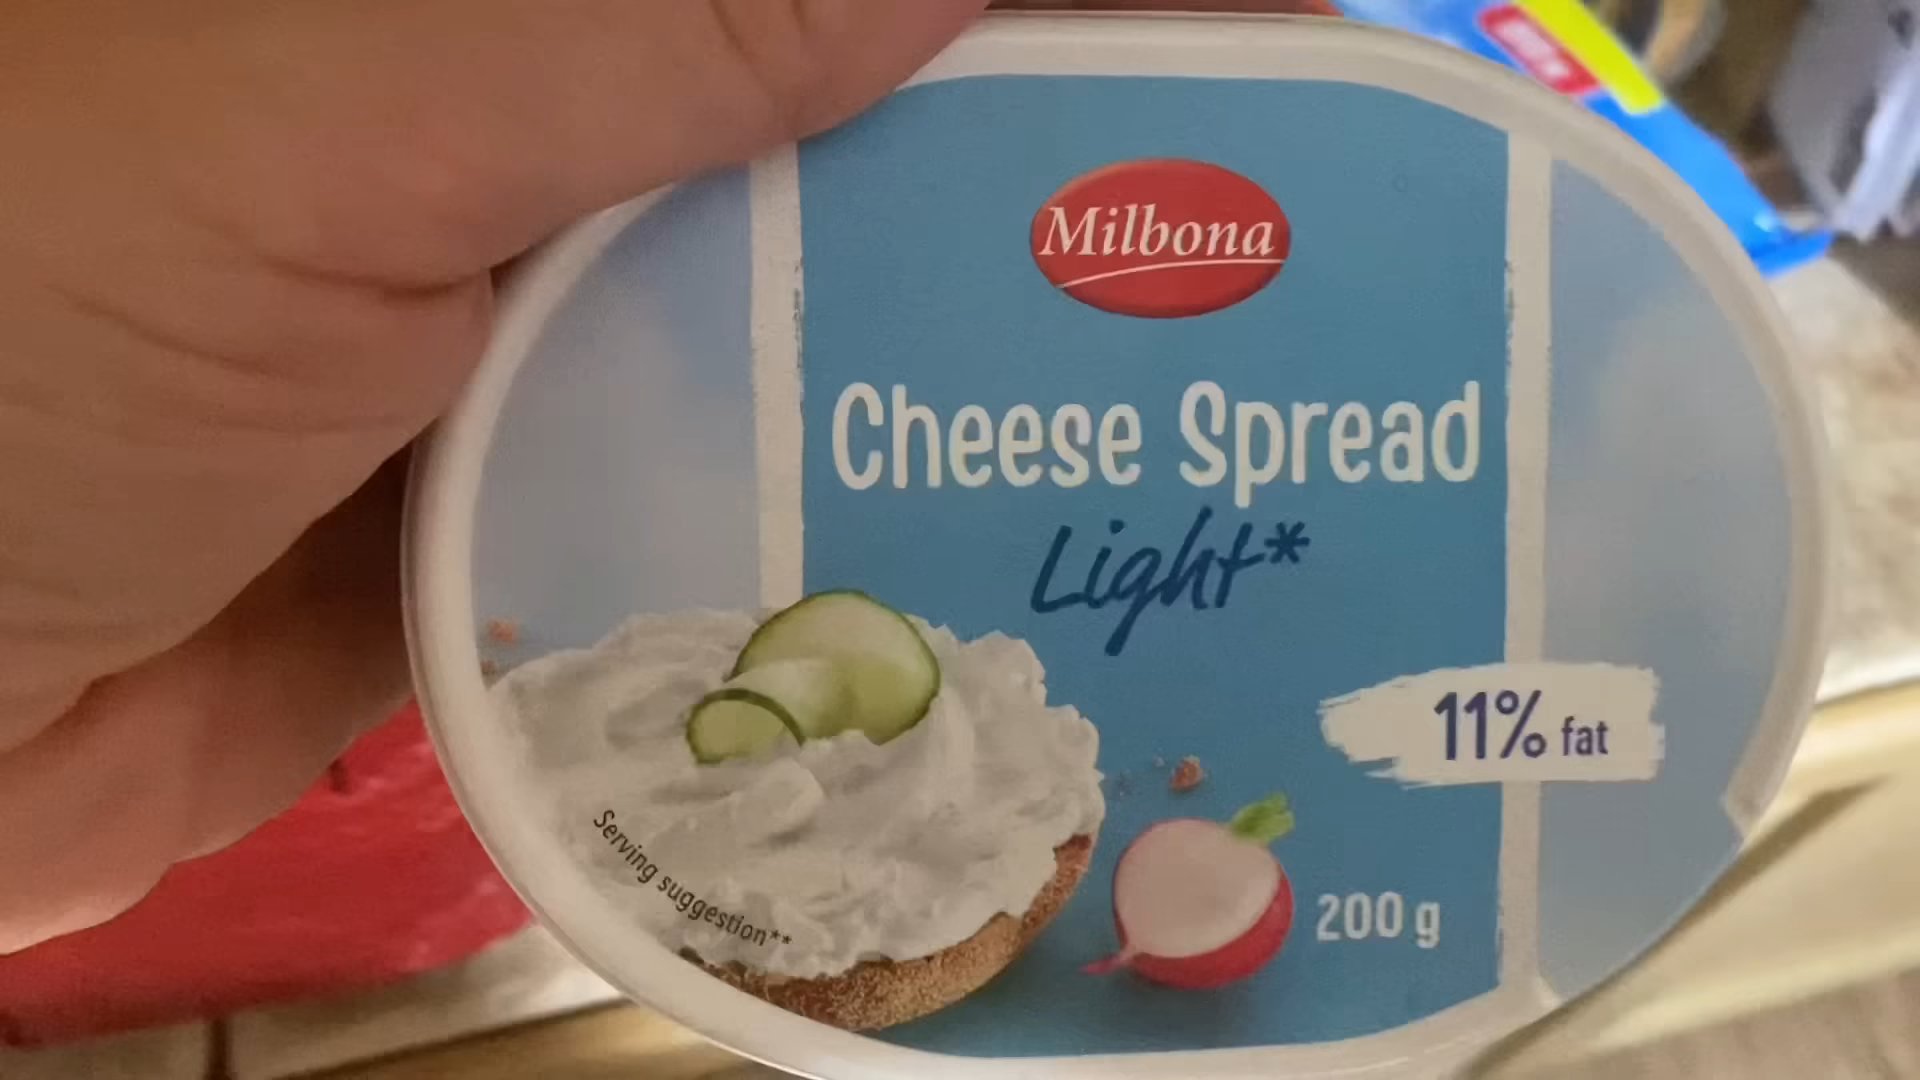 Milbona
Cheese Spread
Light*
11% fat
Serving suggestion**
200 g